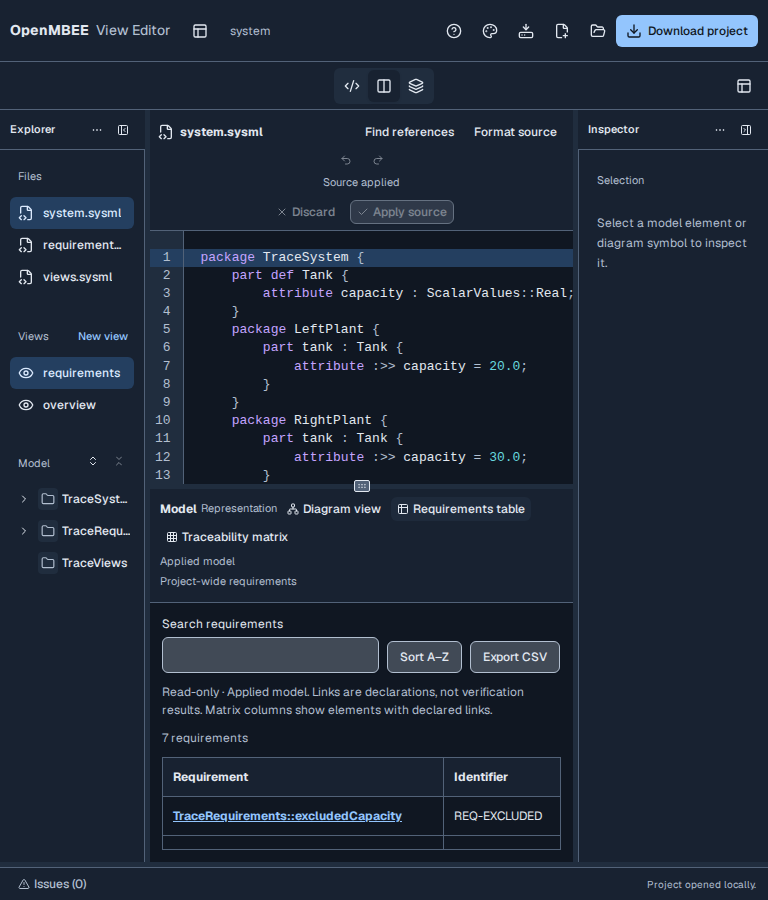 OpenMBEE View Editor system Download project
Explorer
Files
system.sysml
requirement…
views.sysml
Views New view
requirements
overview
Model
TraceSyst…
TraceRequ…
TraceViews
system.sysml Find references Format source
Source applied
Discard Apply source
1 package TraceSystem {
2 part def Tank {
3 attribute capacity : ScalarValues::Real;
4 }
5 package LeftPlant {
6 part tank : Tank {
7 attribute :>> capacity = 20.0;
8 }
9 }
10 package RightPlant {
11 part tank : Tank {
12 attribute :>> capacity = 30.0;
13 }
Model Representation Diagram view Requirements table
Traceability matrix
Applied model
Project-wide requirements
Search requirements
Sort A–Z Export CSV
Read-only · Applied model. Links are declarations, not verification
results. Matrix columns show elements with declared links.
7 requirements
Requirement Identifier
TraceRequirements::excludedCapacity REQ-EXCLUDED
Inspector
Selection
Select a model element or
diagram symbol to inspect
it.
Issues (0) Project opened locally.